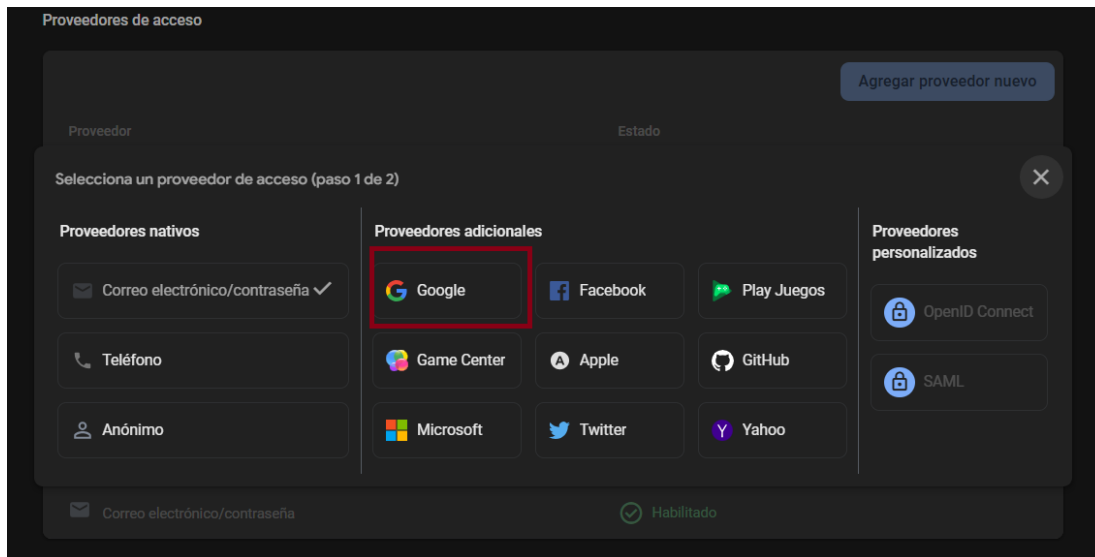 Proveedores de acceso
Agregar proveedor nuevo
Proveedor
Estado
Selecciona un proveedor de acceso (paso 1 de 2)
Proveedores nativos
Correo electrónico/contraseña
Teléfono
Anónimo
Proveedores adicionales
Google
Facebook
Play Juegos
Game Center
Apple
GitHub
Microsoft
Twitter
Yahoo
Proveedores
personalizados
OpenID Connect
SAML
Correo electrónico/contraseña
Habilitado